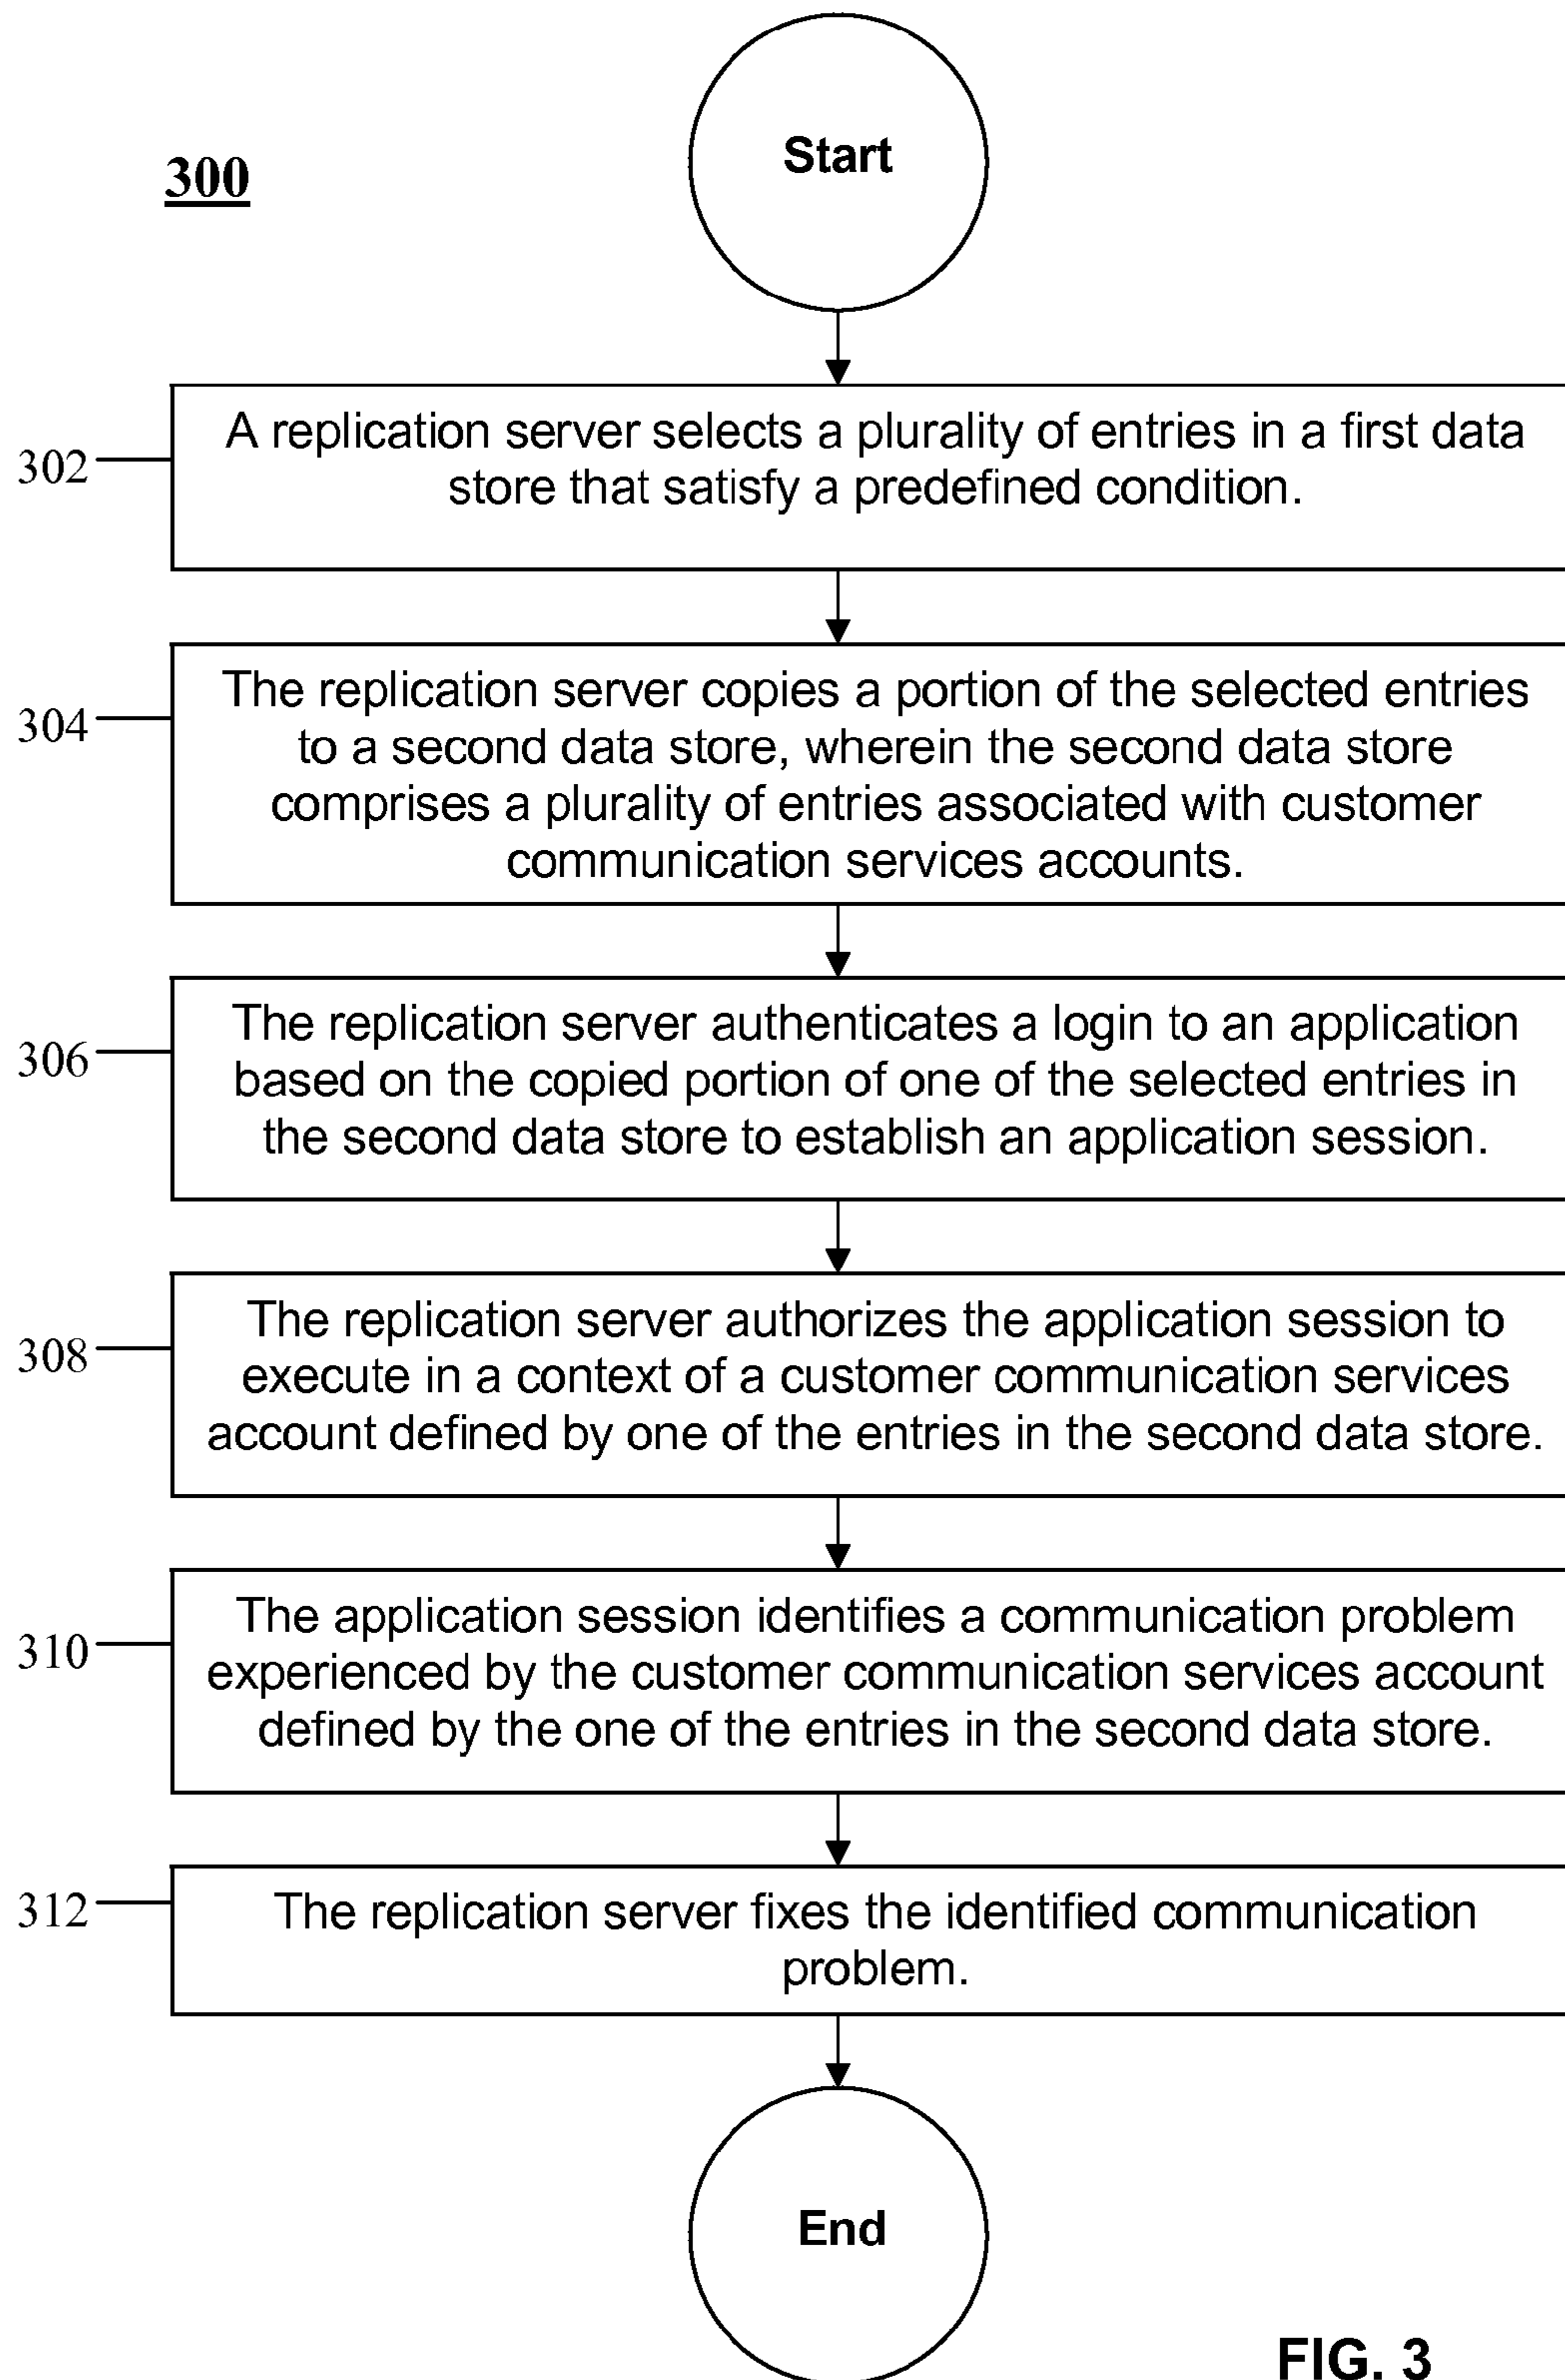 Start
300
302
A replication server selects a plurality of entries in a first data
store that satisfy a predefined condition.
304
The replication server copies a portion of the selected entries
to a second data store, wherein the second data store
comprises a plurality of entries associated with customer
communication services accounts.
306
The replication server authenticates a login to an application
based on the copied portion of one of the selected entries in
the second data store to establish an application session.
308
The replication server authorizes the application session to
execute in a context of a customer communication services
account defined by one of the entries in the second data store.
310
The application session identifies a communication problem
experienced by the customer communication services account
defined by the one of the entries in the second data store.
312
The replication server fixes the identified communication
problem.
End
FIG. 3